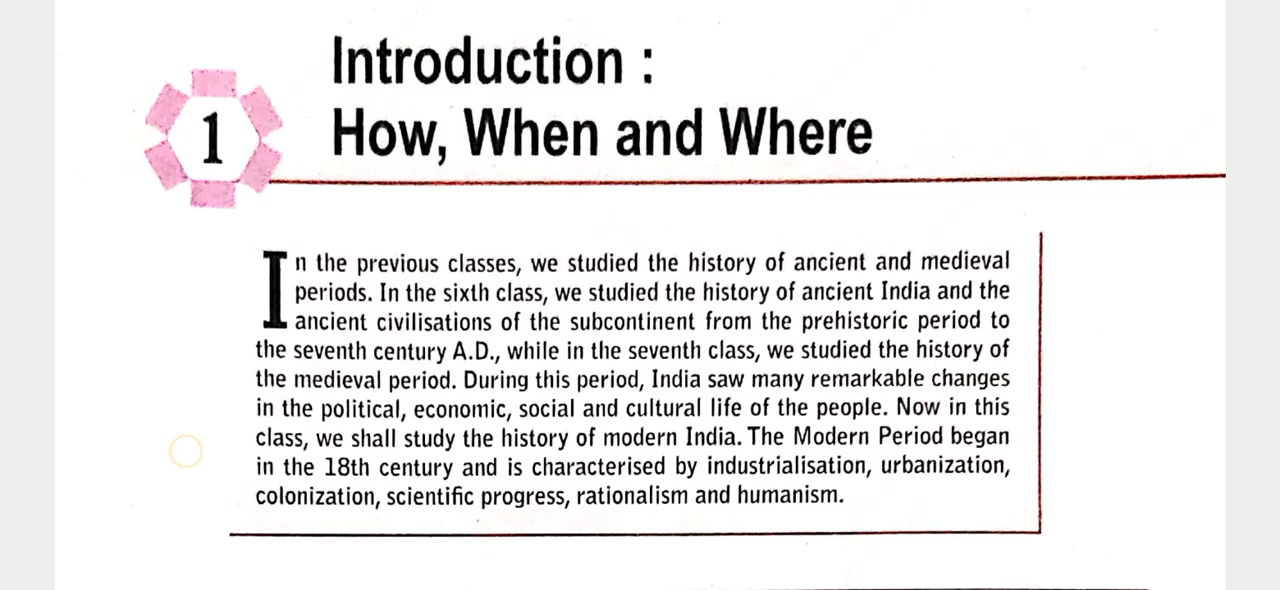 1
Introduction :
How, When and Where
In the previous classes, we studied the history of ancient and medieval
periods. In the sixth class, we studied the history of ancient India and the
ancient civilisations of the subcontinent from the prehistoric period to
the seventh century A.D., while in the seventh class, we studied the history of
the medieval period. During this period, India saw many remarkable changes
in the political, economic, social and cultural life of the people. Now in this
class, we shall study the history of modern India. The Modern Period began
in the 18th century and is characterised by industrialisation, urbanization,
colonization, scientific progress, rationalism and humanism.